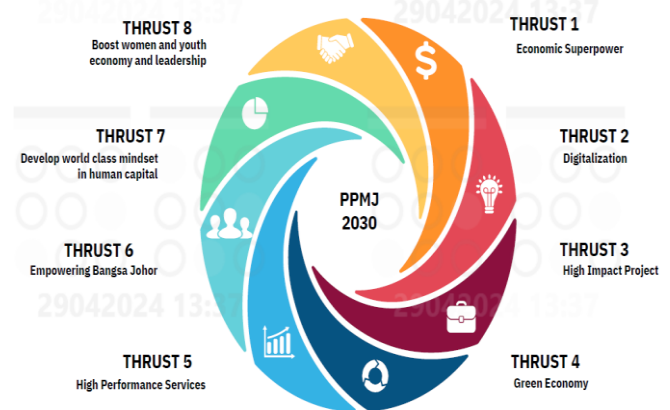 29042024 13:37
29042024 13:37
THRUST 8
Boost women and youth
economy and leadership
THRUST 1
Economic Superpower
THRUST 7
Develop world class mindset
in human capital
THRUST 2
Digitalization
PPMJ
2030
THRUST 6
Empowering Bangsa Johor
THRUST 3
High Impact Project
29042024 13:37
29042024 13:37
THRUST 5
High Performance Services
THRUST 4
Green Economy
$